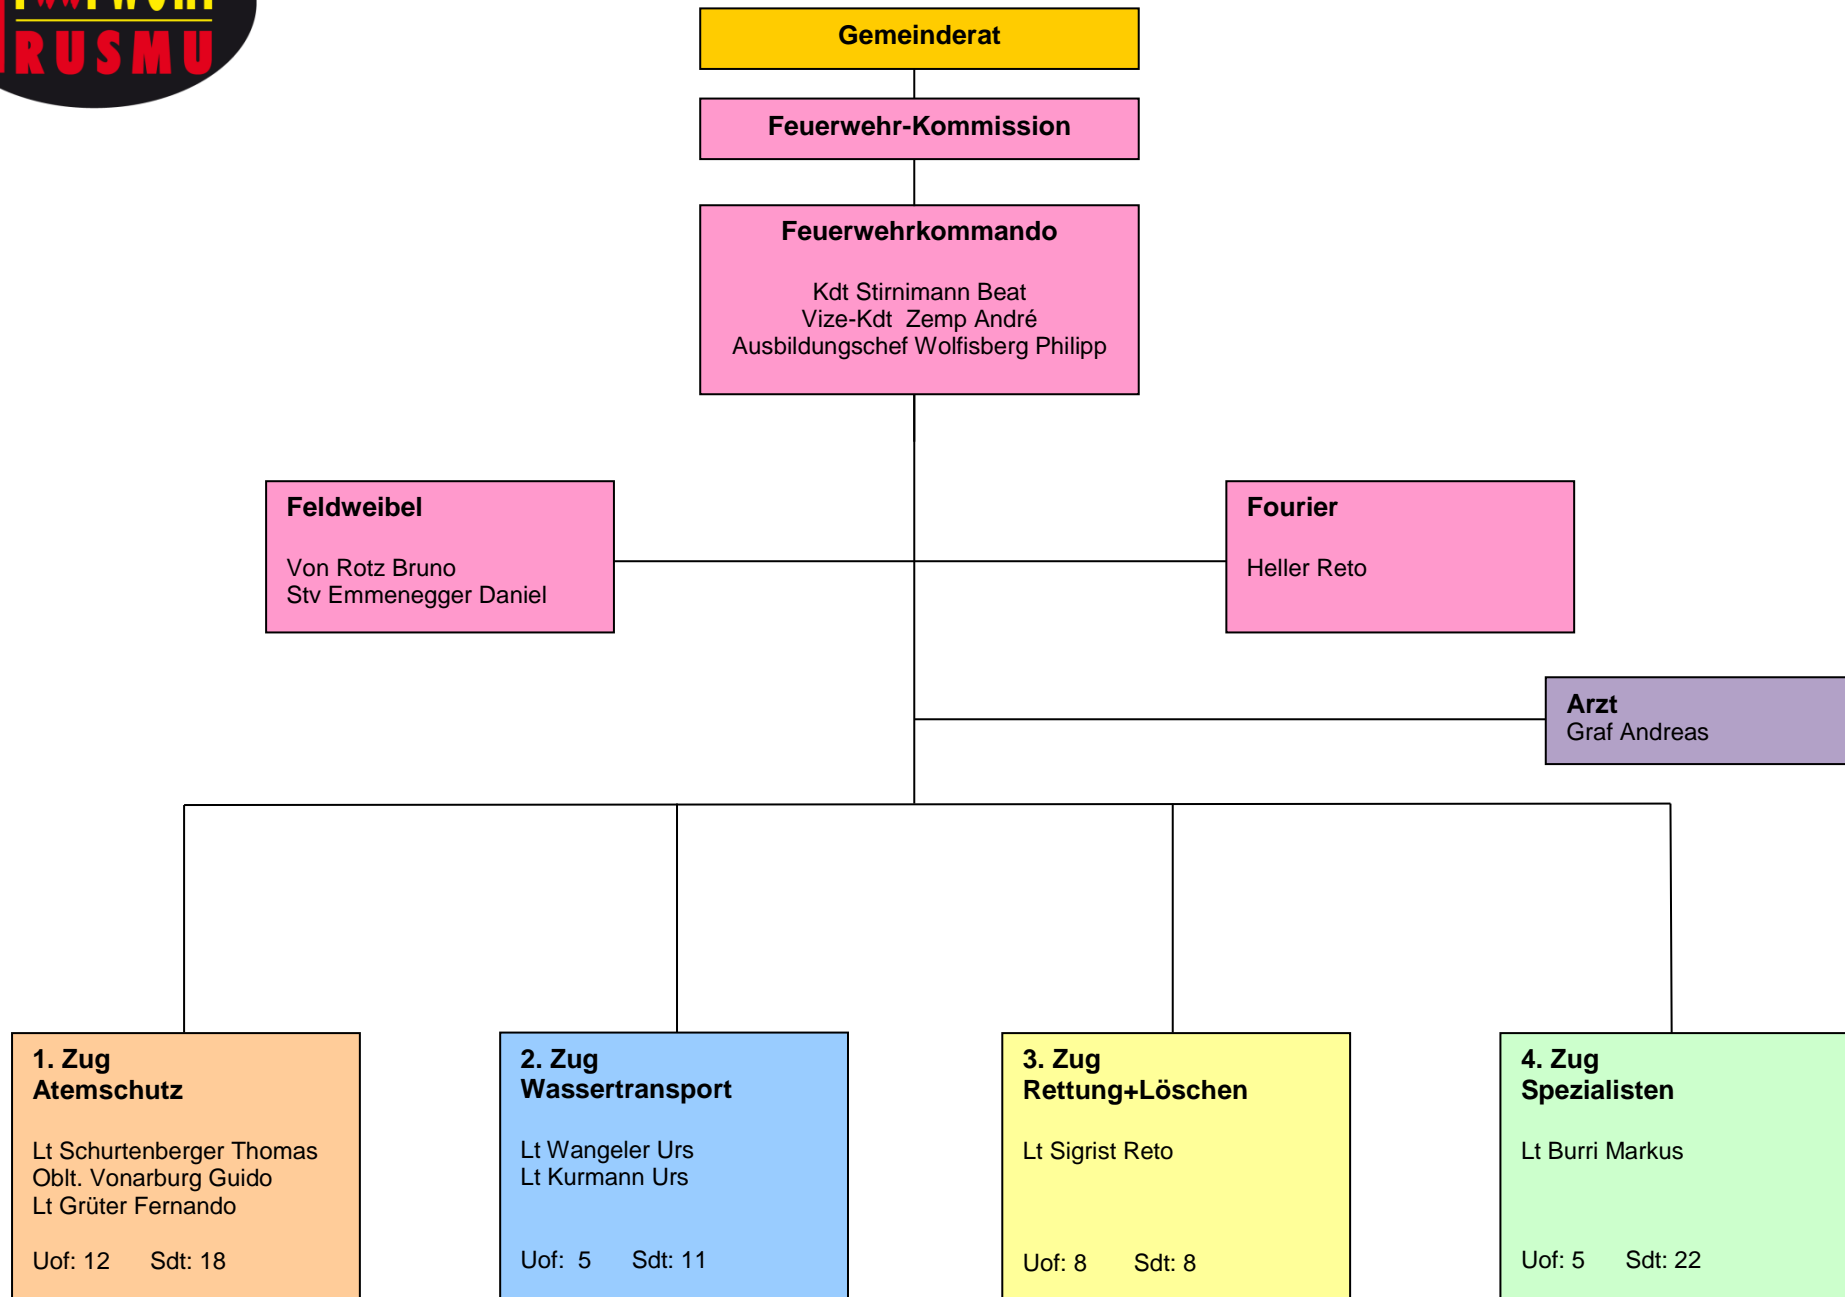 RUSMU
Gemeinderat
Feuerwehr-Kommission
Feuerwehrkommando
Kdt Stirnimann Beat
Vize-Kdt  Zemp André
Ausbildungschef Wolfisberg Philipp
Feldweibel
Von Rotz Bruno
Stv Emmenegger Daniel
Fourier
Heller Reto
Arzt
Graf Andreas
1. Zug
Atemschutz
Lt Schurtenberger Thomas
Oblt. Vonarburg Guido
Lt Grüter Fernando
Uof: 12 Sdt: 18
2. Zug
Wassertransport
Lt Wangeler Urs
Lt Kurmann Urs
Uof: 5 Sdt: 11
3. Zug
Rettung+Löschen
Lt Sigrist Reto
Uof: 8 Sdt: 8
4. Zug
Spezialisten
Lt Burri Markus
Uof: 5 Sdt: 22